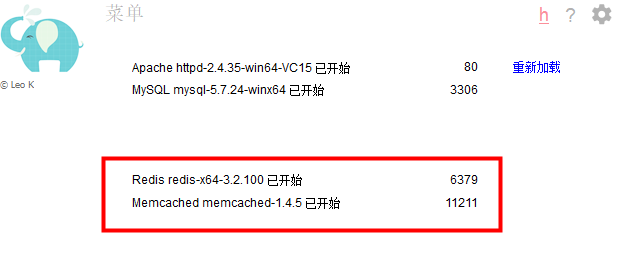 菜单
h ?
© Leo K
Apache httpd-2.4.35-win64-VC15 已开始 80 重新加载
MySQL mysql-5.7.24-winx64 已开始 3306
Redis redis-x64-3.2.100 已开始 6379
Memcached memcached-1.4.5 已开始 11211